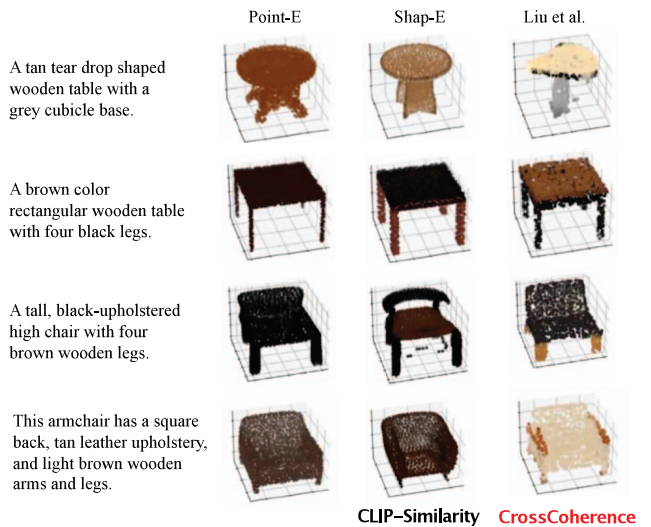 Point-E Shap-E Liu et al.
A tan tear drop shaped
wooden table with a
grey cubicle base.
A brown color
rectangular wooden table
with four black legs.
A tall, black-upholstered
high chair with four
brown wooden legs.
This armchair has a square
back, tan leather upholstery,
and light brown wooden
arms and legs.
CLIP–Similarity CrossCoherence